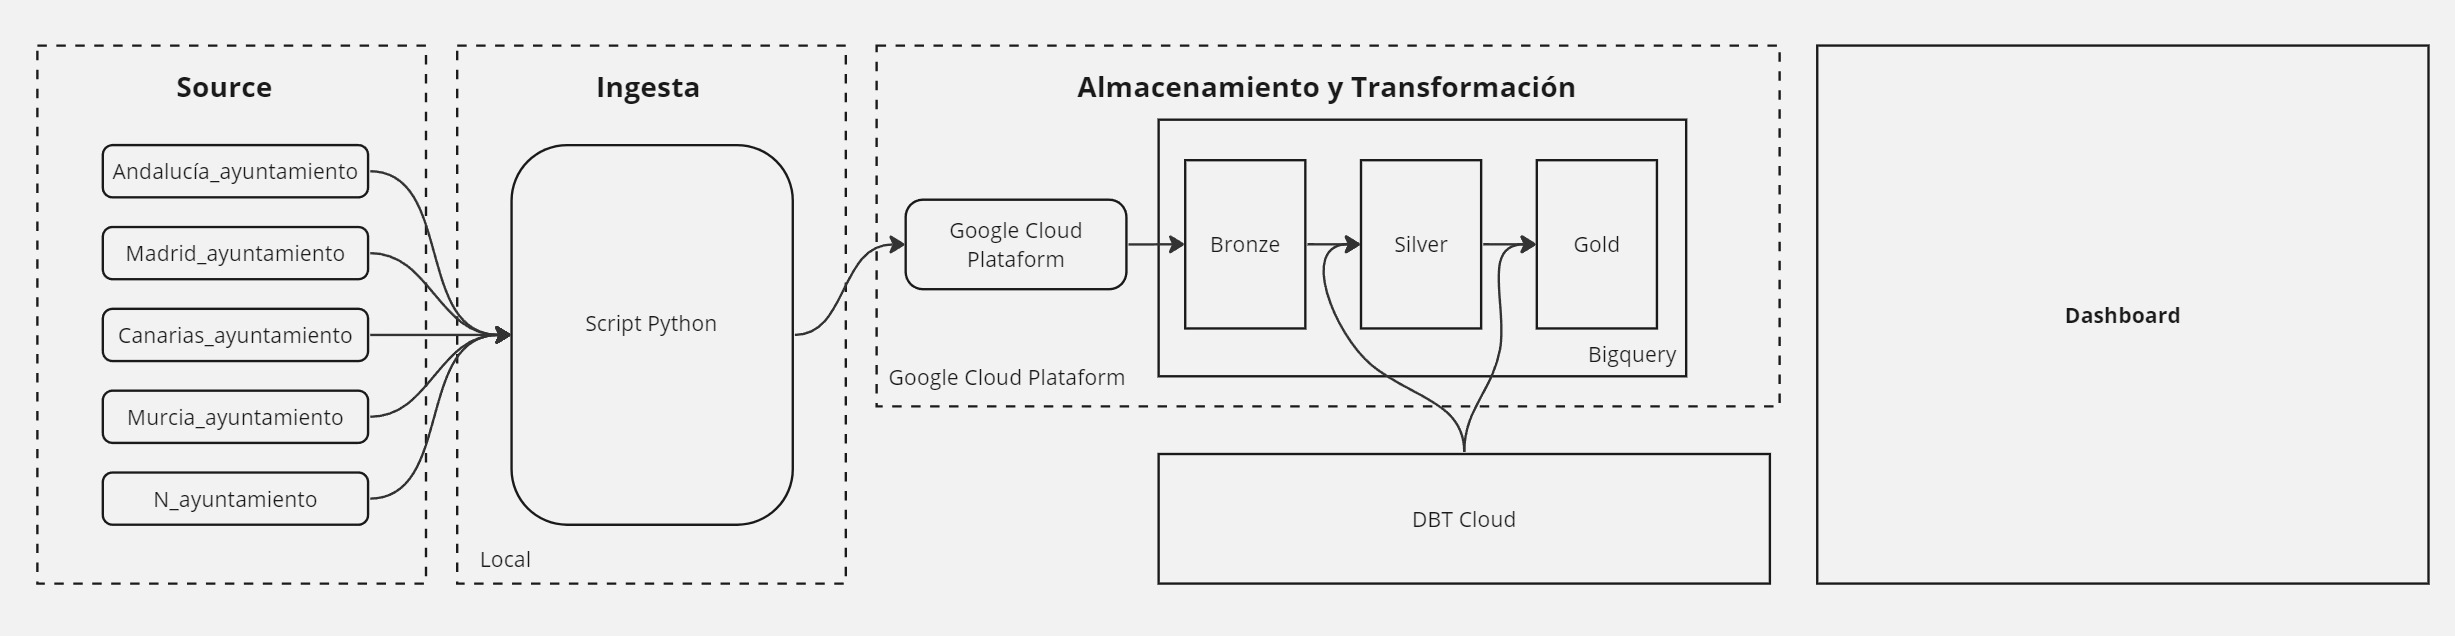 Source
Andalucía_ayuntamiento
Madrid_ayuntamiento
Canarias_ayuntamiento
Murcia_ayuntamiento
N_ayuntamiento
Ingesta
Script Python
Local
Almacenamiento y Transformación
Google Cloud
Plataform
Bronze
Silver
Gold
Bigquery
Google Cloud Plataform
DBT Cloud
Dashboard